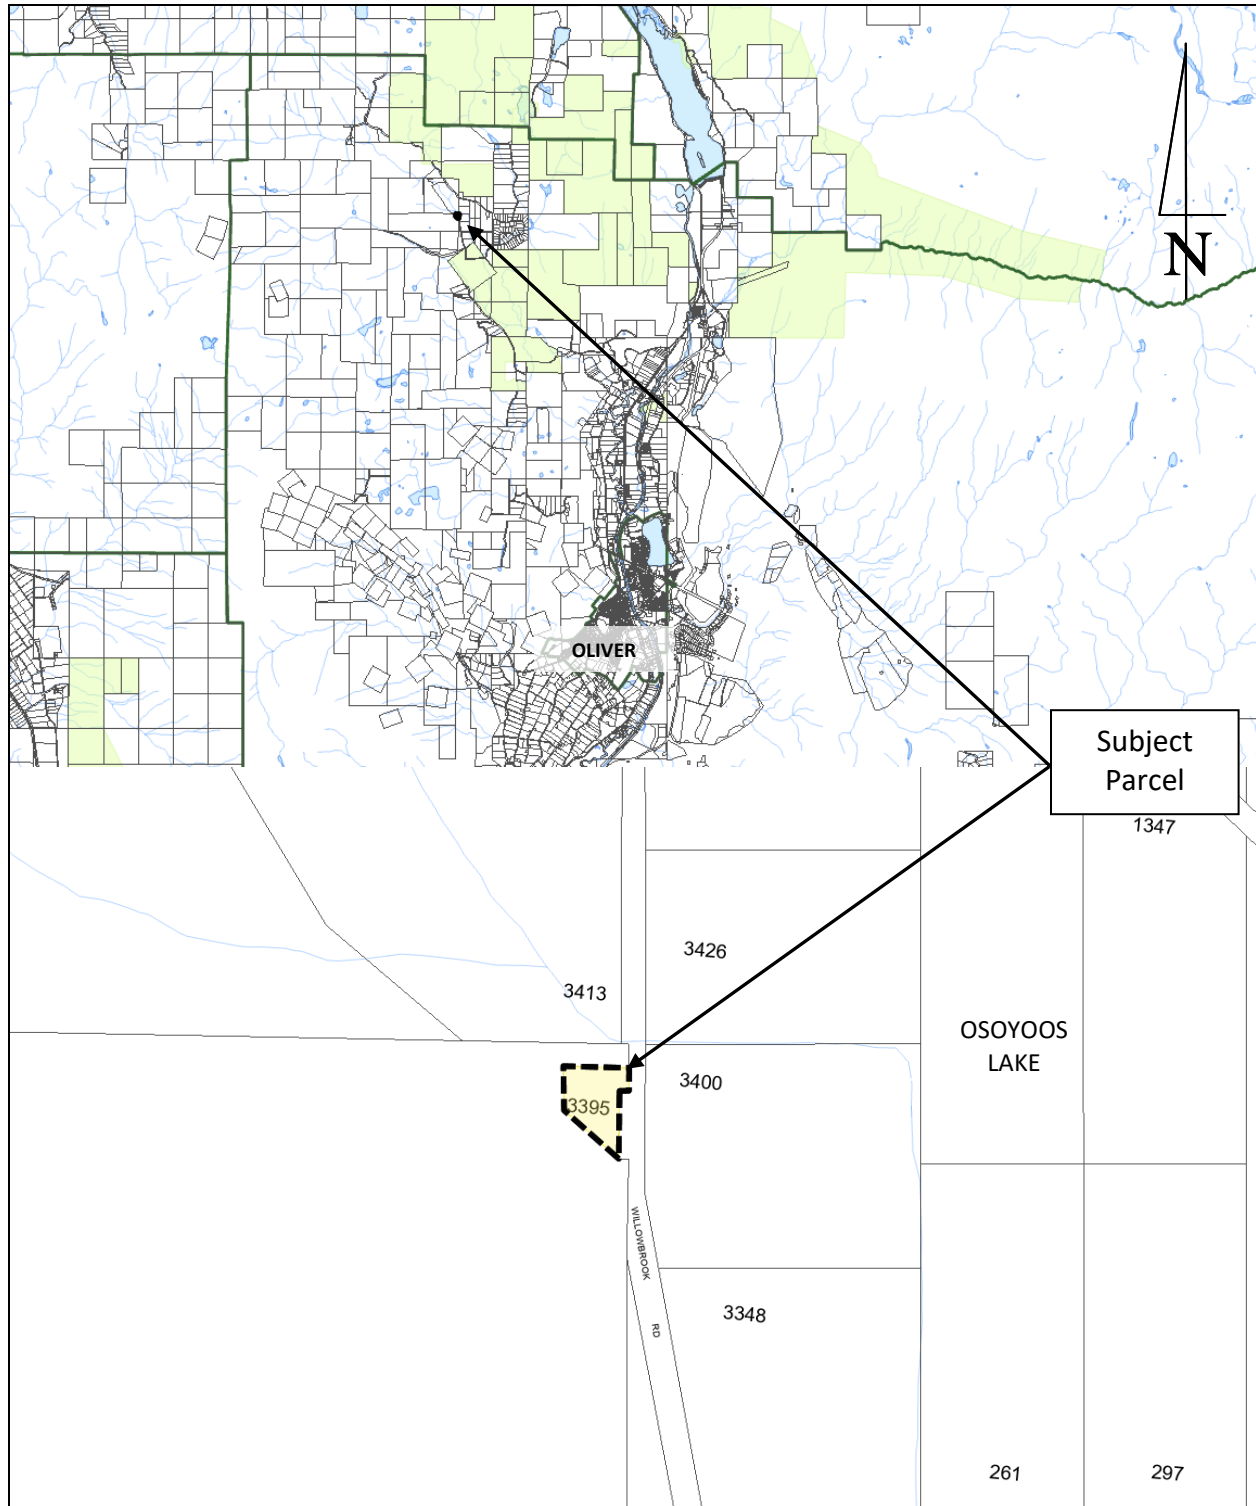 N
OLIVER
Subject
Parcel
1347
3426
3413
OSOYOOS
LAKE
3400
3395
WILLOWBROOK
RD
3348
261
297